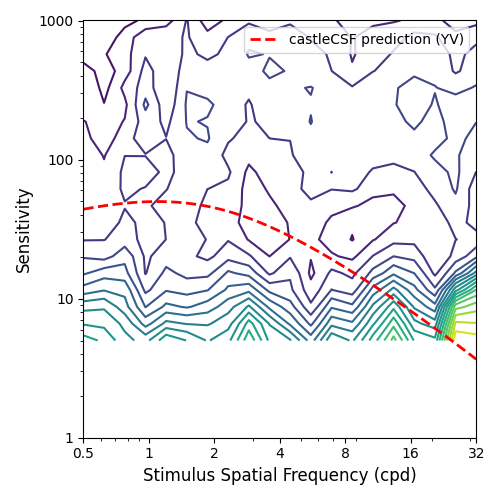 1000
castleCSF prediction (YV)
100
Sensitivity
10
1
0.5 1 2 4 8 16 32
Stimulus Spatial Frequency (cpd)